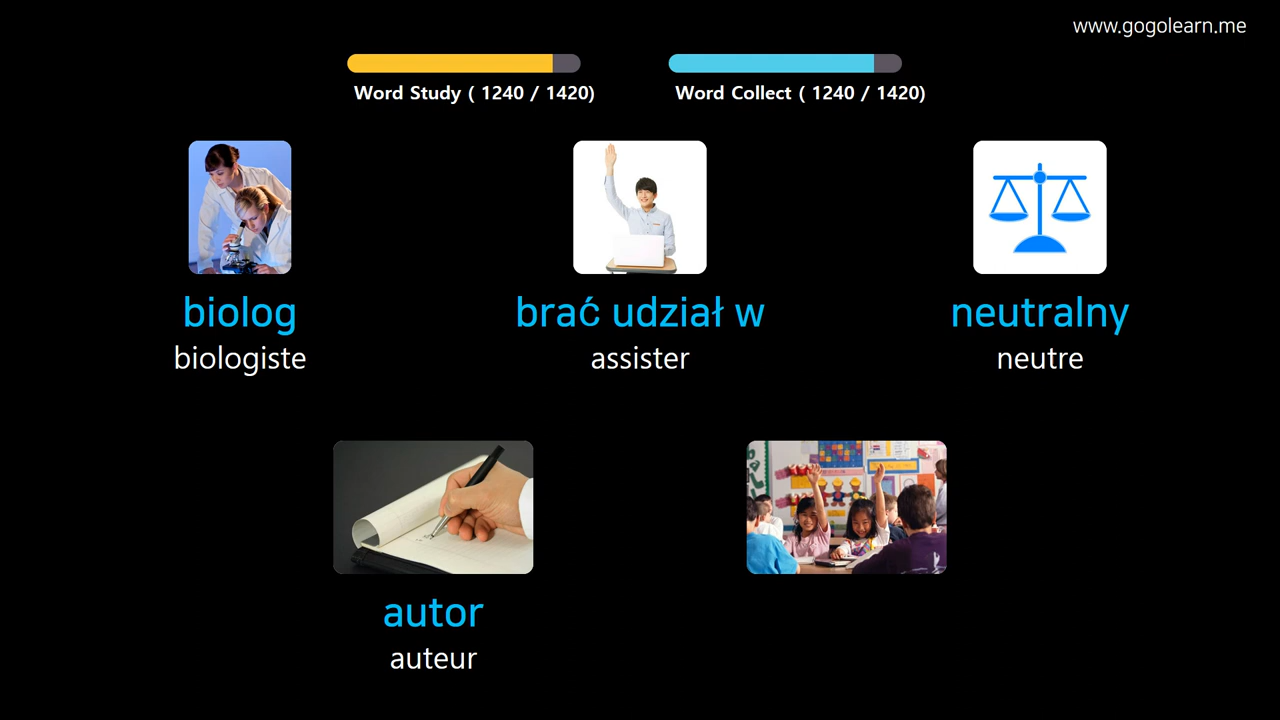 www.gogolearn.me
Word Study ( 1240 / 1420)
Word Collect ( 1240 / 1420)
biolog
biologiste
brać udział w
assister
neutralny
neutre
autor
auteur